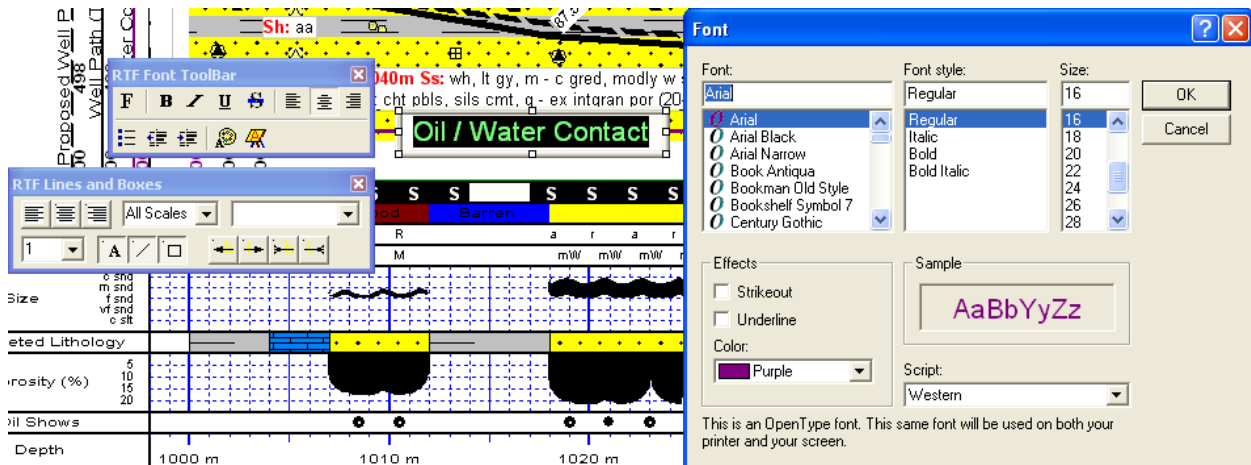 Proposed Well P
498
Well Path (T
er Co
87.
Sh: aa
040m Ss: wh, lt gy, m - c gred, modly w s
cht pbls, sils cmt, g - ex intgran por (20-
Oil / Water Contact
RTF Font ToolBar
F B I U S
RTF Lines and Boxes
All Scales
1
A
S S S S S S S
ood Barren
R a r a r
M mW mW mW
c snd
m snd
f snd
vf snd
c slt
Size
eted Lithology
rosity (%)
5
10
15
20
Oil Shows
Depth
1000 m 1010 m 1020 m
Font
Font: Font style: Size:
Arial Regular 16
OK
Cancel
Arial Regular 16
Arial Black Italic 18
Arial Narrow Bold 20
Book Antiqua Bold Italic 22
Bookman Old Style 24
Bookshelf Symbol 7 26
Century Gothic 28
Effects
Strikeout
Underline
Color:
Purple
Sample
AaBbYyZz
Script:
Western
This is an OpenType font. This same font will be used on both your
printer and your screen.